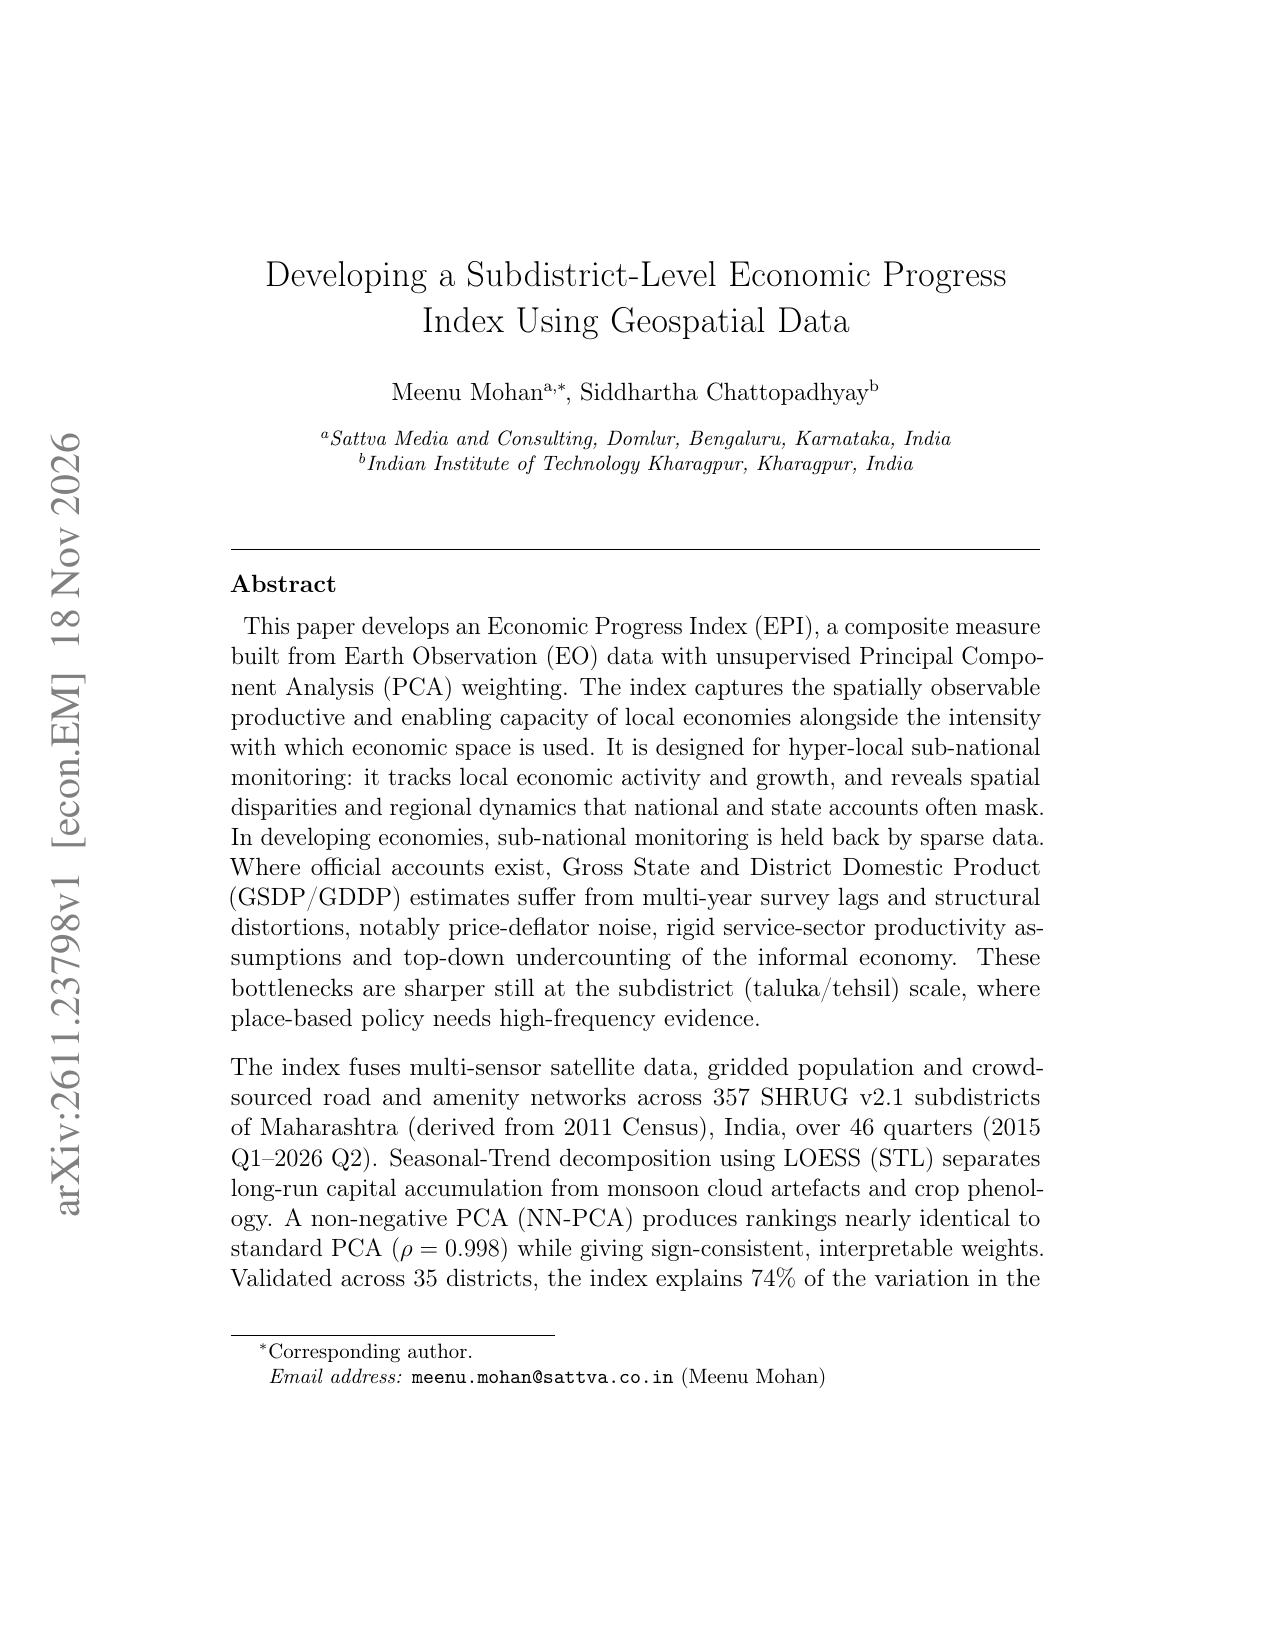 Developing a Subdistrict-Level Economic Progress
Index Using Geospatial Data
Meenu Mohanᵃ,*, Siddhartha Chattopadhyayᵇ
ᵃSattva Media and Consulting, Domlur, Bengaluru, Karnataka, India
ᵇIndian Institute of Technology Kharagpur, Kharagpur, India
arXiv:2611.23798v1 [econ.EM] 18 Nov 2026
Abstract
This paper develops an Economic Progress Index (EPI), a composite measure
built from Earth Observation (EO) data with unsupervised Principal Compo-
nent Analysis (PCA) weighting. The index captures the spatially observable
productive and enabling capacity of local economies alongside the intensity
with which economic space is used. It is designed for hyper-local sub-national
monitoring: it tracks local economic activity and growth, and reveals spatial
disparities and regional dynamics that national and state accounts often mask.
In developing economies, sub-national monitoring is held back by sparse data.
Where official accounts exist, Gross State and District Domestic Product
(GSDP/GDDP) estimates suffer from multi-year survey lags and structural
distortions, notably price-deflator noise, rigid service-sector productivity as-
sumptions and top-down undercounting of the informal economy. These
bottlenecks are sharper still at the subdistrict (taluka/tehsil) scale, where
place-based policy needs high-frequency evidence.
The index fuses multi-sensor satellite data, gridded population and crowd-
sourced road and amenity networks across 357 SHRUG v2.1 subdistricts
of Maharashtra (derived from 2011 Census), India, over 46 quarters (2015
Q1–2026 Q2). Seasonal-Trend decomposition using LOESS (STL) separates
long-run capital accumulation from monsoon cloud artefacts and crop phenol-
ogy. A non-negative PCA (NN-PCA) produces rankings nearly identical to
standard PCA (ρ = 0.998) while giving sign-consistent, interpretable weights.
Validated across 35 districts, the index explains 74% of the variation in the
*Corresponding author.
Email address: meenu.mohan@sattva.co.in (Meenu Mohan)